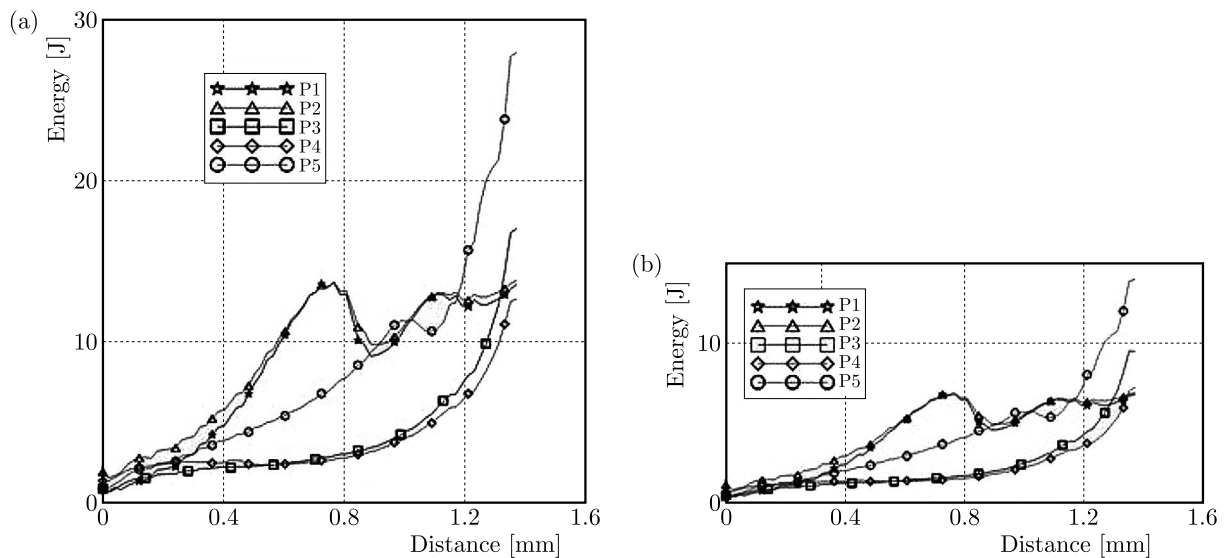 (a)
Energy [J]
30
20
10
0
P1
P2
P3
P4
P5
0 0.4 0.8 1.2 1.6
Distance [mm]
(b)
Energy [J]
10
0
P1
P2
P3
P4
P5
0 0.4 0.8 1.2 1.6
Distance [mm]